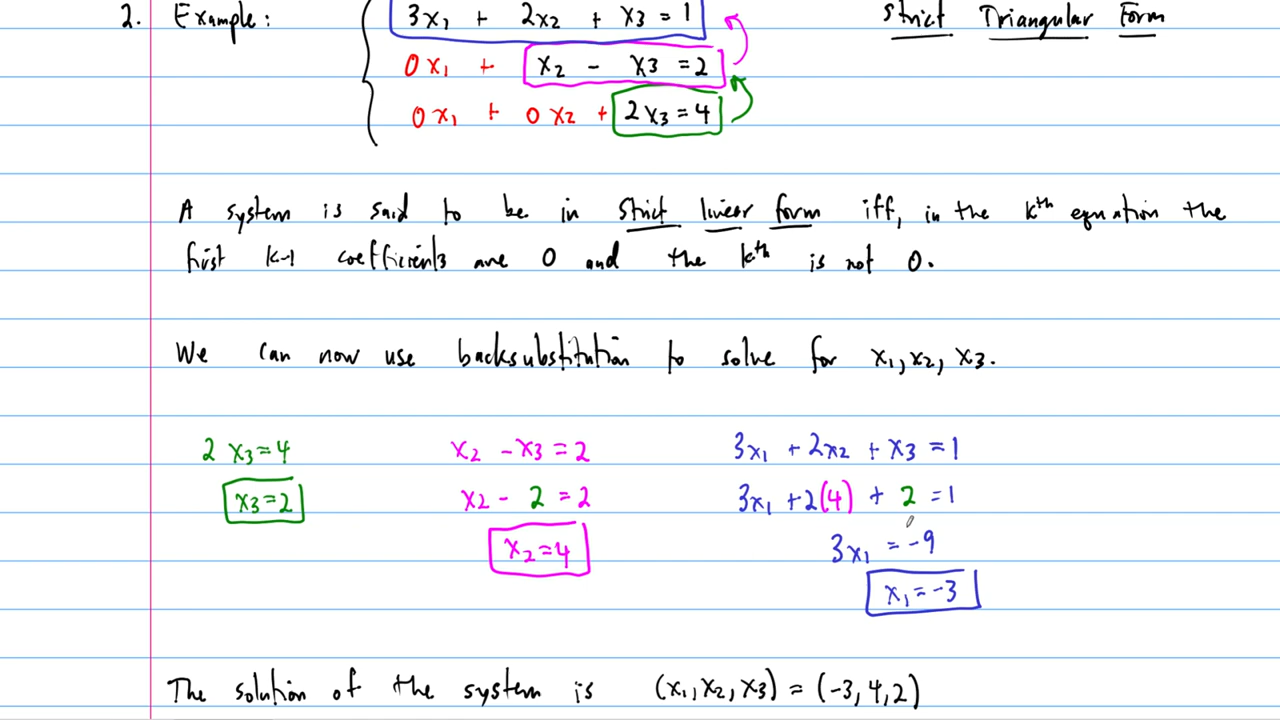 2. Example: 3x₁ + 2x₂ + x₃ = 1 Strict Triangular Form
0x₁ + x₂ - x₃ = 2
0x₁ + 0x₂ + 2x₃ = 4
A system is said to be in strict linear form iff, in the kᵗʰ equation the
first k-1 coefficients are 0 and the kᵗʰ is not 0.
We can now use backsubstitution to solve for x₁, x₂, x₃.
2x₃ = 4 x₂ - x₃ = 2 3x₁ + 2x₂ + x₃ = 1
x₃ = 2 x₂ - 2 = 2 3x₁ + 2(4) + 2 = 1
x₂ = 4 3x₁ = -9
x₁ = -3
The solution of the system is (x₁, x₂, x₃) = (-3, 4, 2)